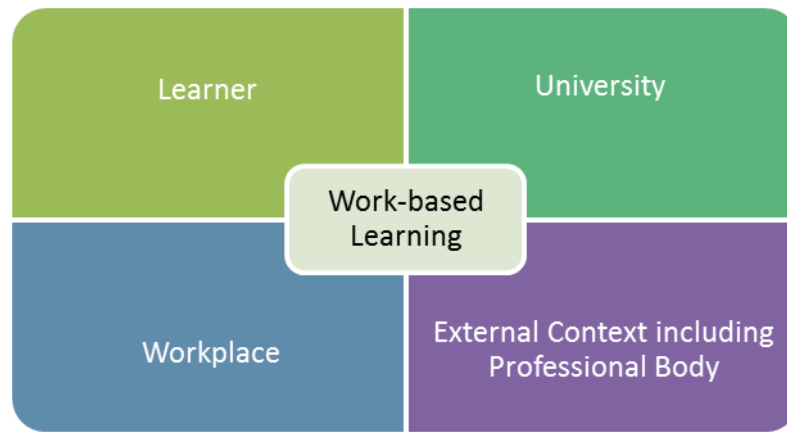 Learner
University
Work-based
Learning
Workplace
External Context including
Professional Body